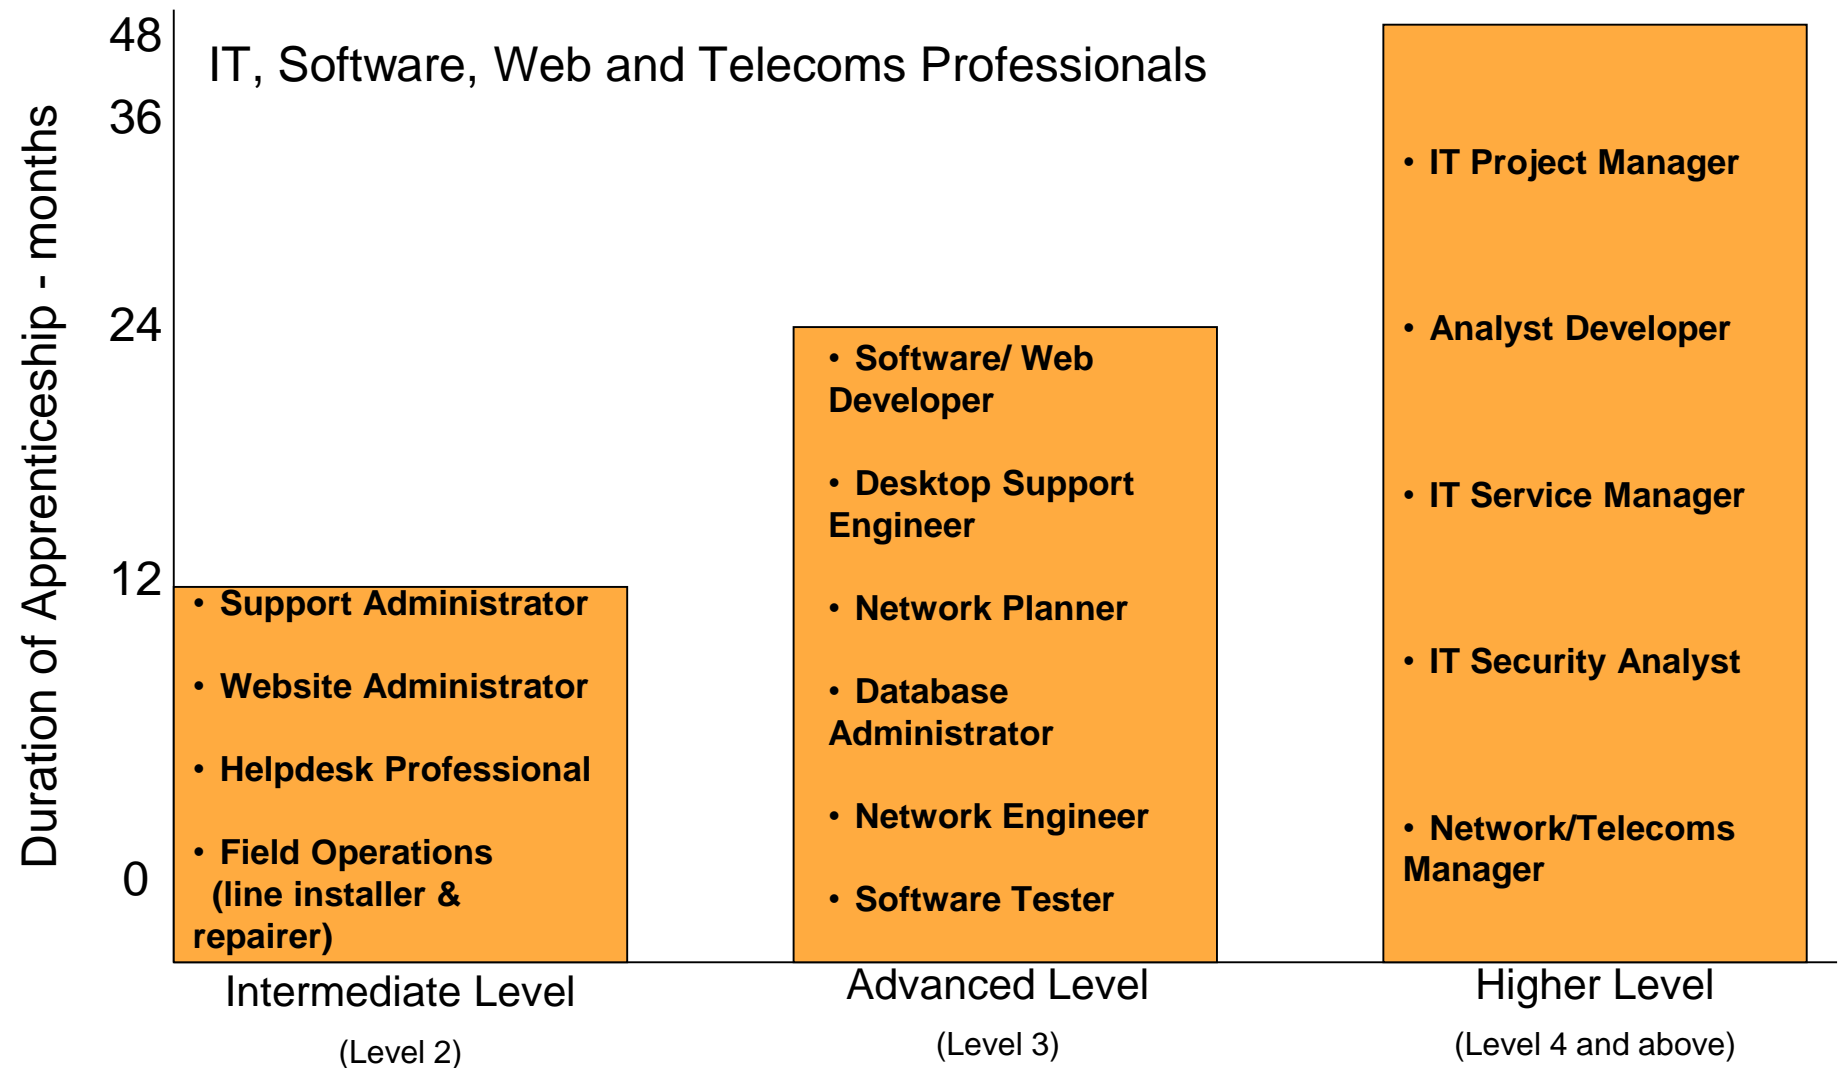 IT, Software, Web and Telecoms Professionals
Duration of Apprenticeship - months
48
36
24
12
0
• Support Administrator
• Website Administrator
• Helpdesk Professional
• Field Operations
(line installer &
repairer)
Intermediate Level
(Level 2)
• Software/ Web
Developer
• Desktop Support
Engineer
• Network Planner
• Database
Administrator
• Network Engineer
• Software Tester
Advanced Level
(Level 3)
• IT Project Manager
• Analyst Developer
• IT Service Manager
• IT Security Analyst
• Network/Telecoms
Manager
Higher Level
(Level 4 and above)